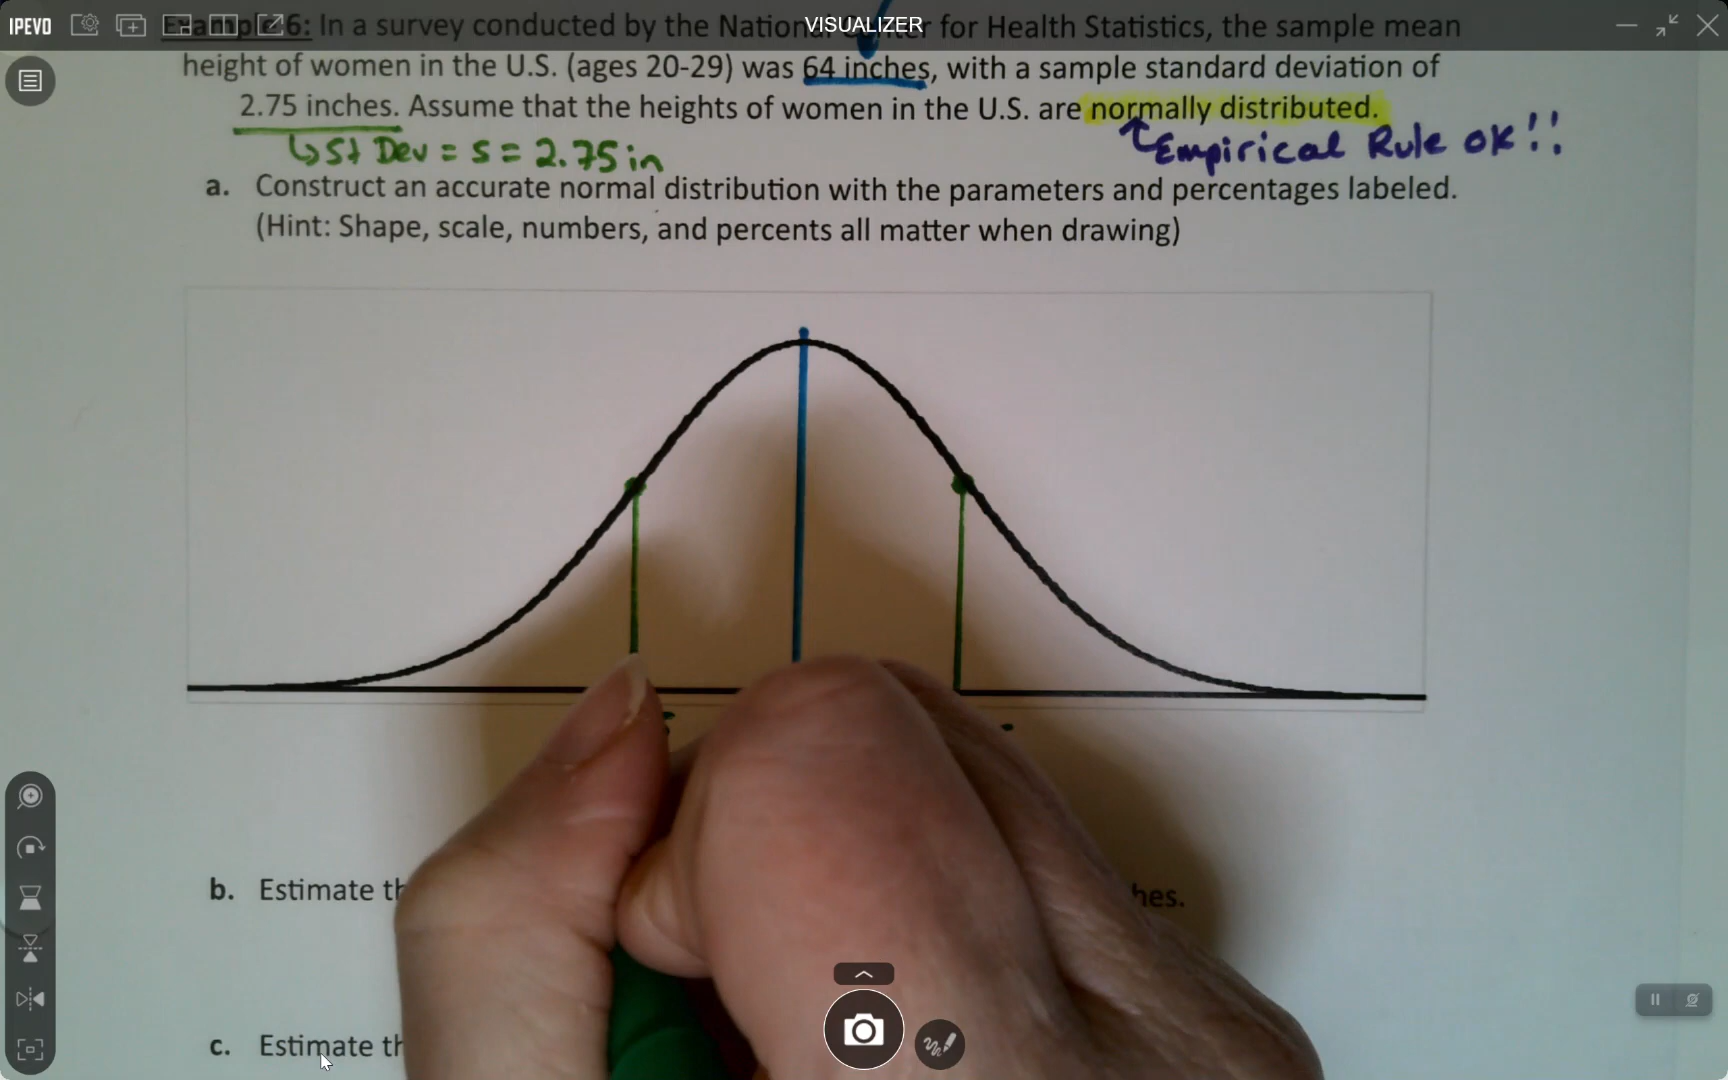 IPEVO
VISUALIZER
Example 6: In a survey conducted by the National Center for Health Statistics, the sample mean
height of women in the U.S. (ages 20-29) was 64 inches, with a sample standard deviation of
2.75 inches. Assume that the heights of women in the U.S. are normally distributed.
St Dev = s = 2.75 in
Empirical Rule OK!!
a. Construct an accurate normal distribution with the parameters and percentages labeled.
(Hint: Shape, scale, numbers, and percents all matter when drawing)
b. Estimate th
hes.
c. Estimate th